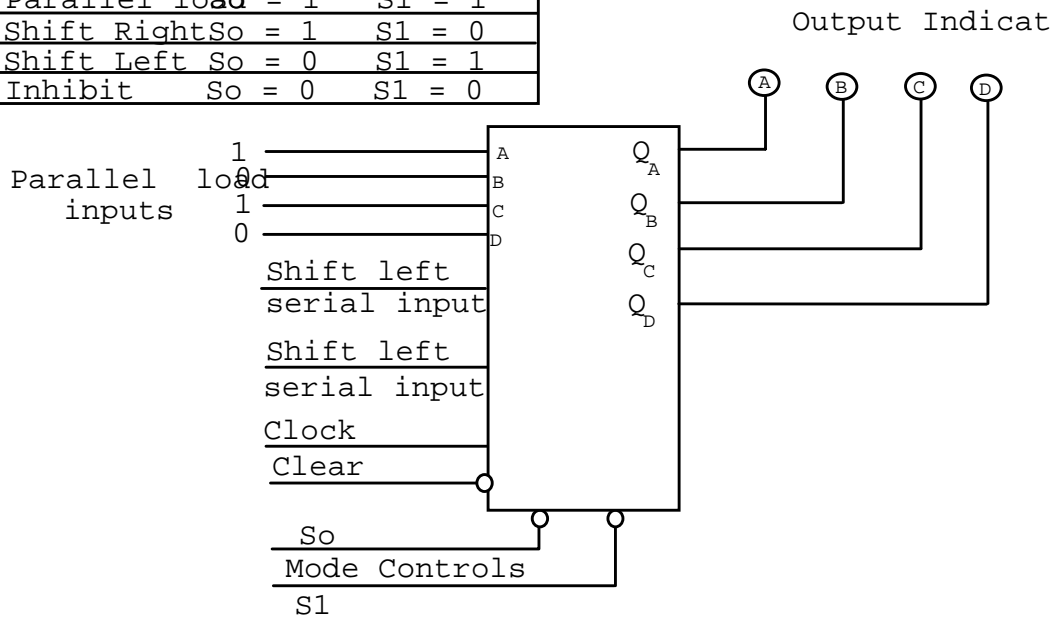 Parallel load So = 1 S1 = 1
Shift Right So = 1 S1 = 0
Shift Left So = 0 S1 = 1
Inhibit So = 0 S1 = 0
Output Indicat
A B C D
Parallel load
inputs
1 A
0 B
1 C
0 D
QA
QB
QC
QD
Shift left
serial input
Shift left
serial input
Clock
Clear
So
Mode Controls
S1